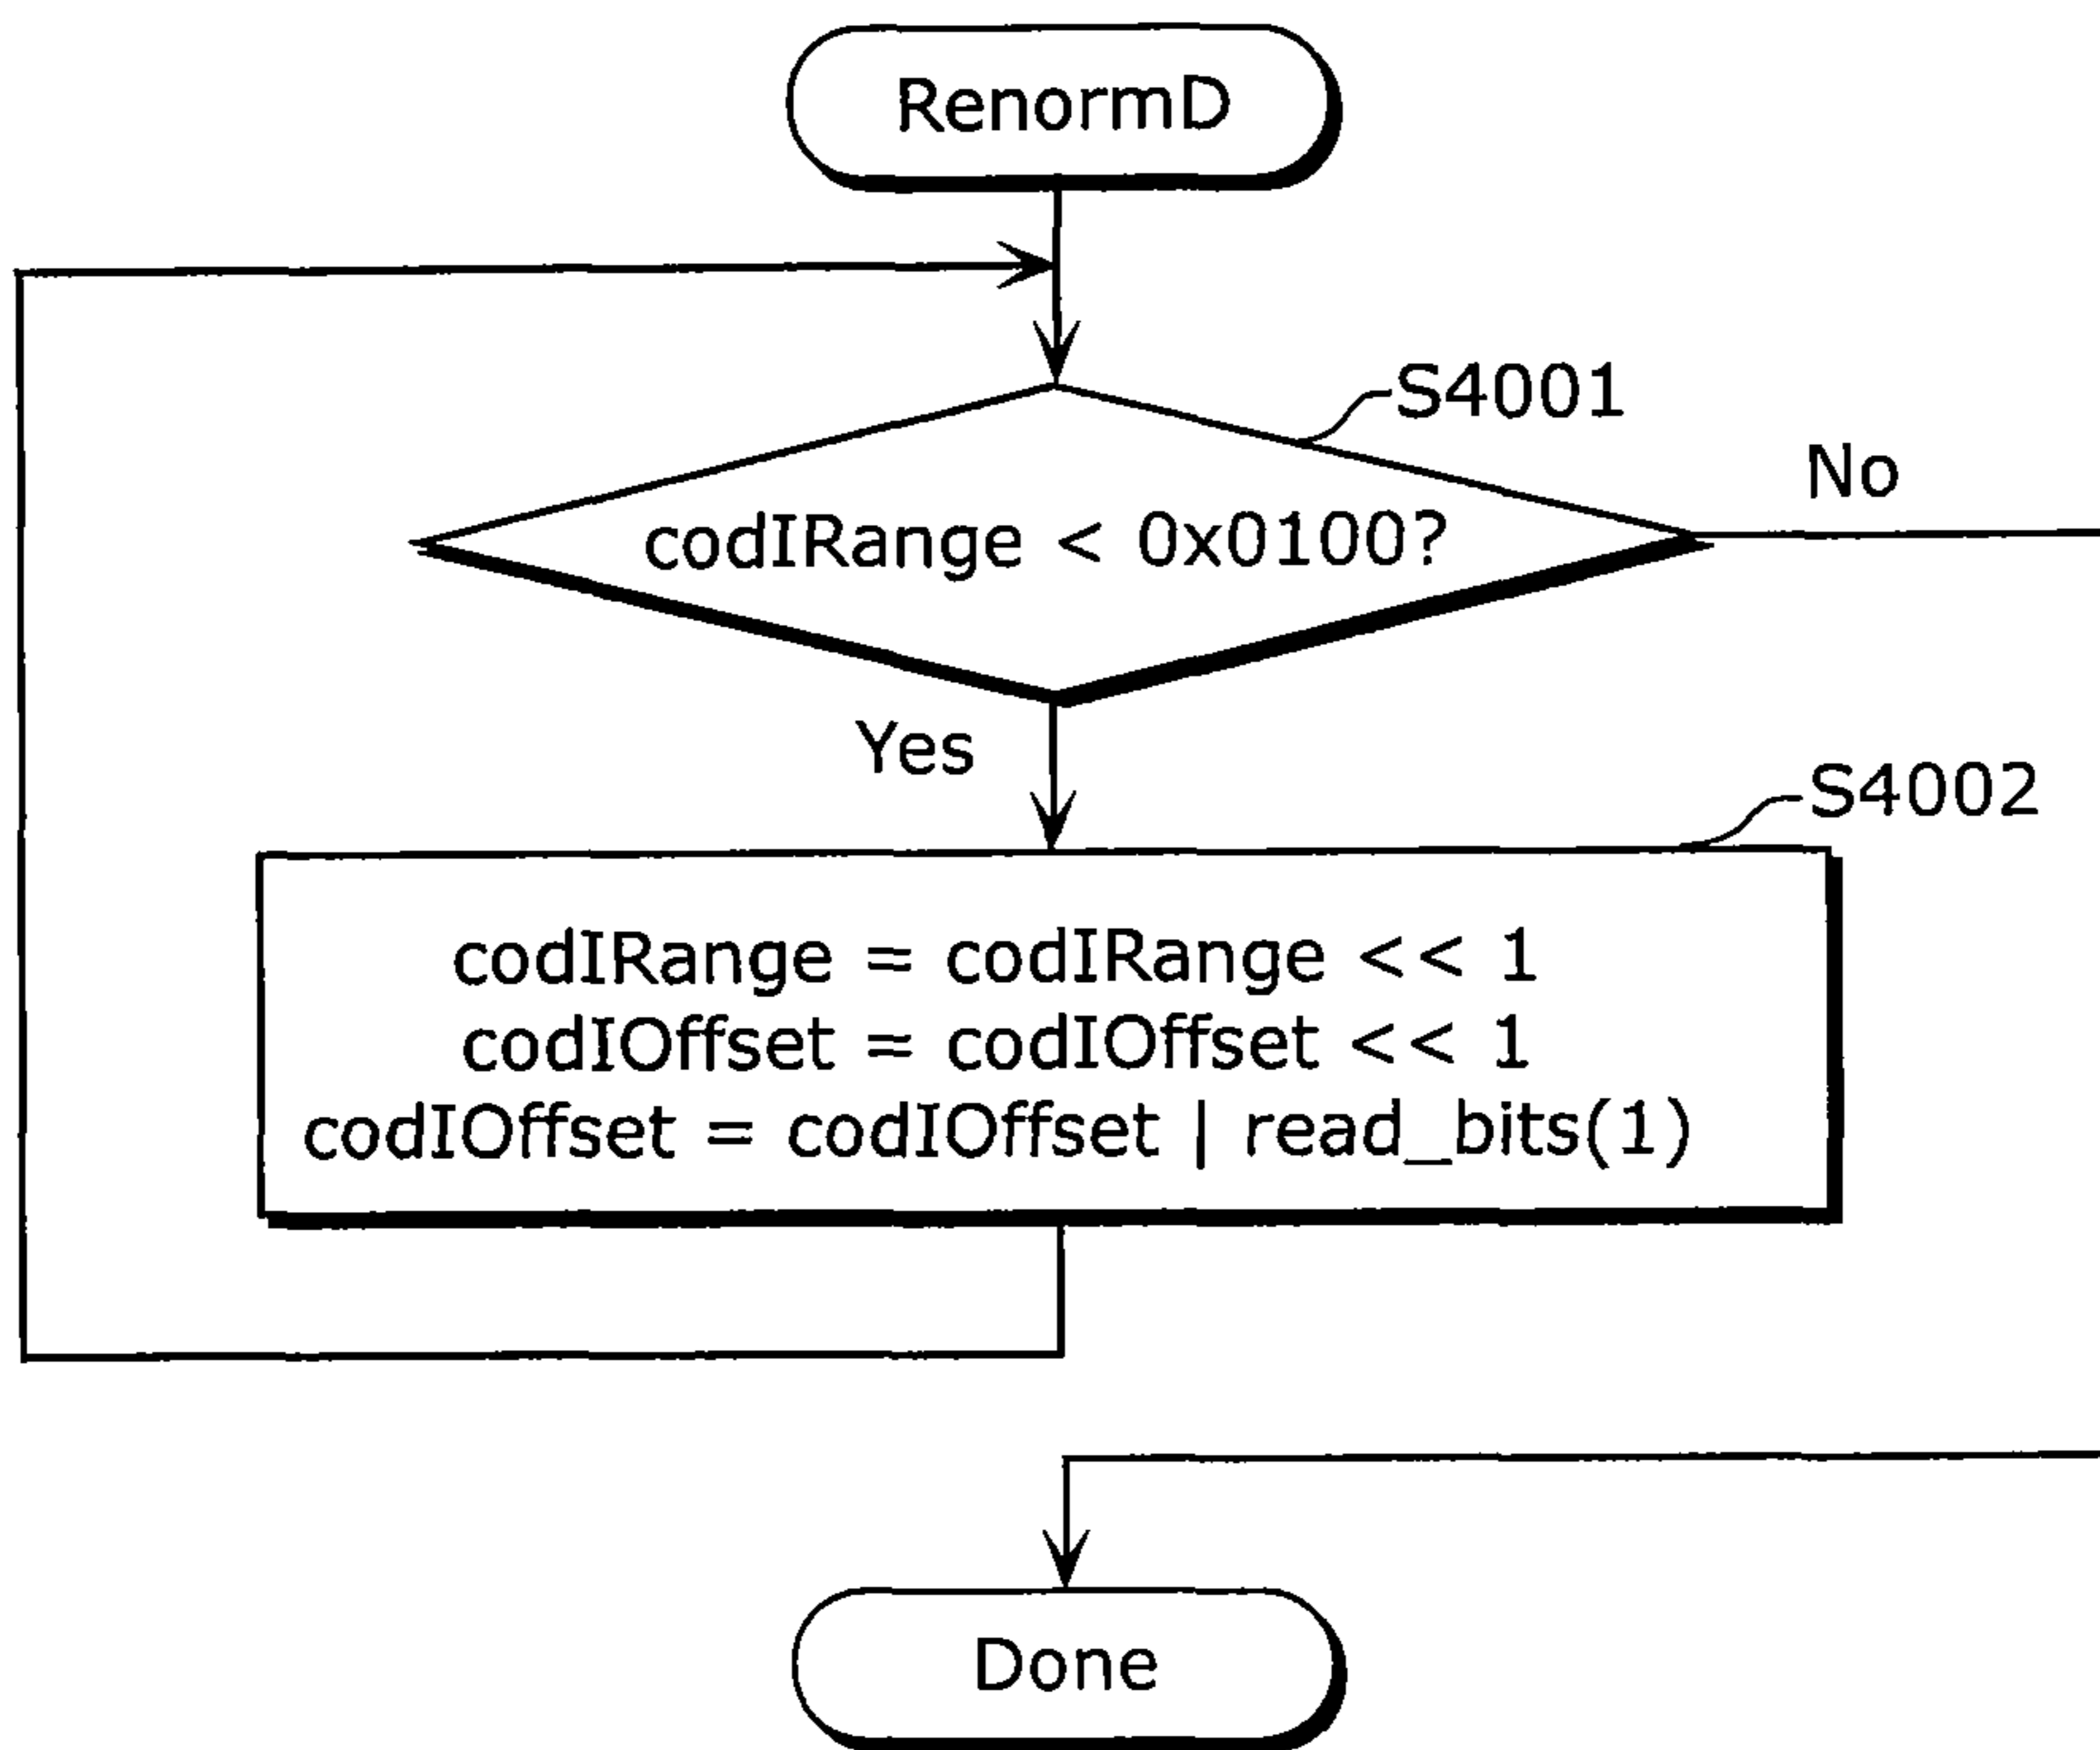 RenormD
S4001
No
codIRange < 0x0100?
Yes
S4002
codIRange = codIRange << 1
codIOffset = codIOffset << 1
codIOffset = codIOffset | read_bits(1)
Done